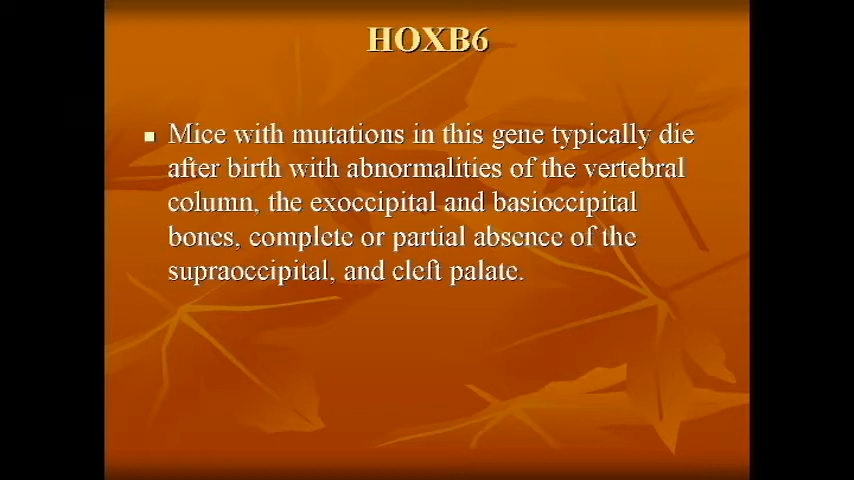 HOXB6
Mice with mutations in this gene typically die
after birth with abnormalities of the vertebral
column, the exoccipital and basioccipital
bones, complete or partial absence of the
supraoccipital, and cleft palate.